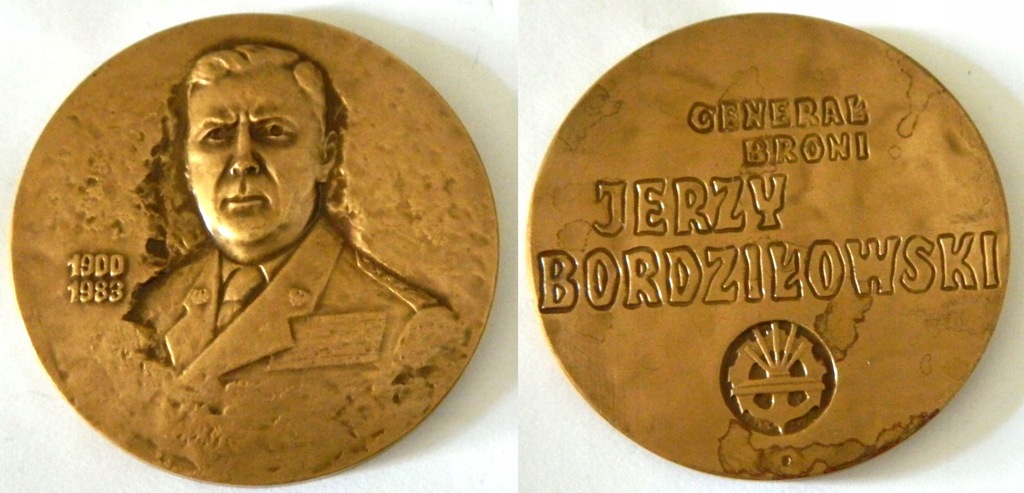 1900
1983
GENERAŁ
BRONI
JERZY
BORDZIŁOWSKI